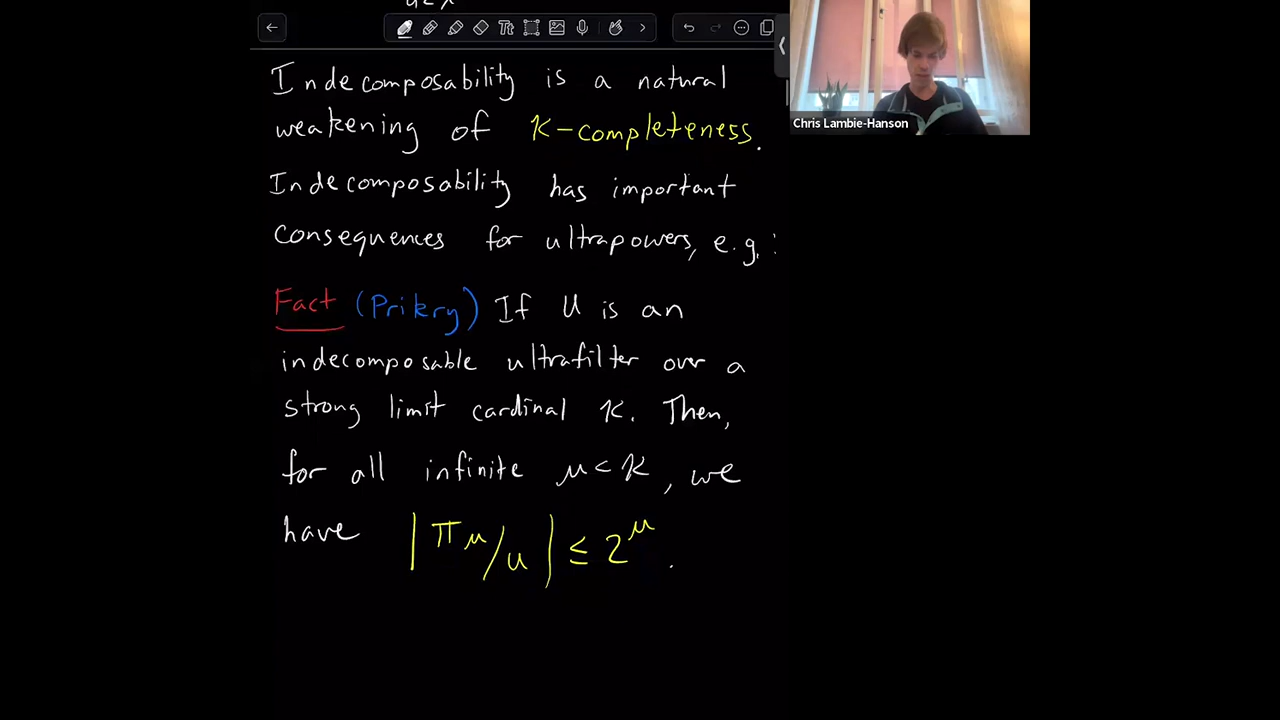 Indecomposability is a natural
weakening of κ-completeness.
Indecomposability has important
consequences for ultrapowers, e.g.:
Fact (Prikry) If U is an
indecomposable ultrafilter over a
strong limit cardinal κ. Then,
for all infinite μ < κ, we
have |πμ/u| ≤ 2^μ.
Tt
Chris Lambie-Hanson